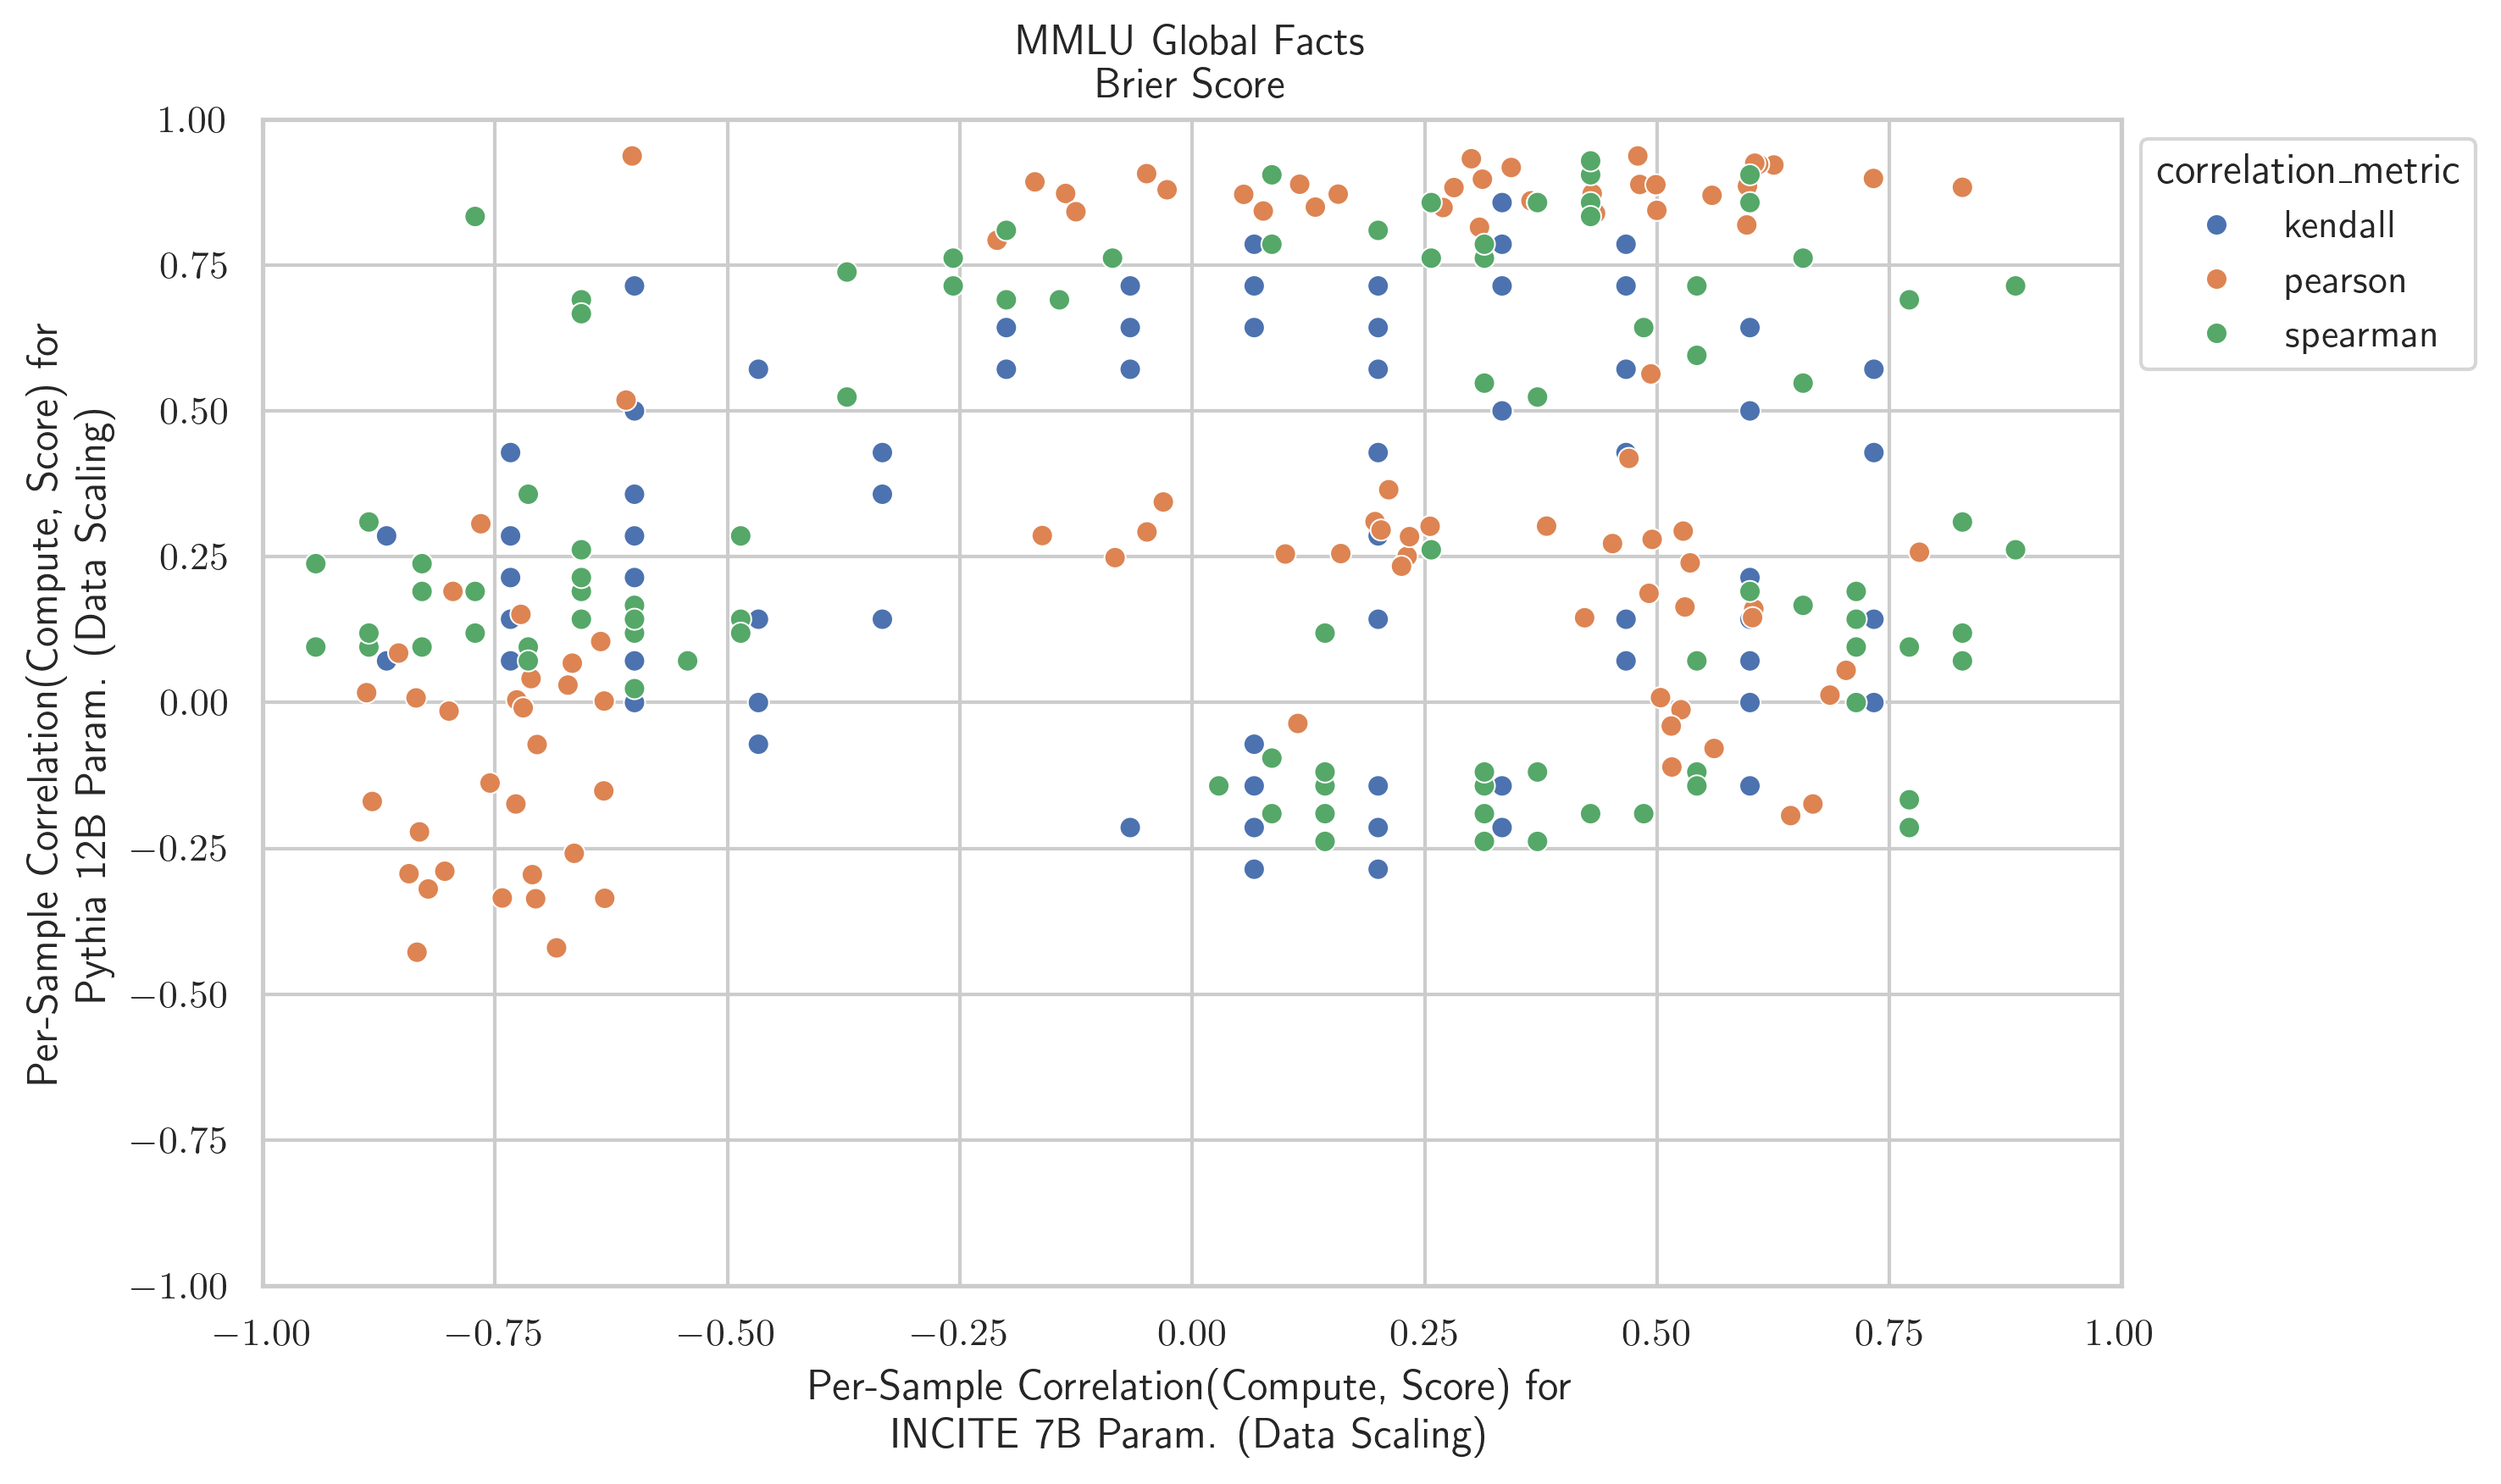 MMLU Global Facts
Brier Score
Per-Sample Correlation(Compute, Score) for
Pythia 12B Param. (Data Scaling)
1.00
0.75
0.50
0.25
0.00
−0.25
−0.50
−0.75
−1.00
correlation_metric
kendall
pearson
spearman
−1.00 −0.75 −0.50 −0.25 0.00 0.25 0.50 0.75 1.00
Per-Sample Correlation(Compute, Score) for
INCITE 7B Param. (Data Scaling)